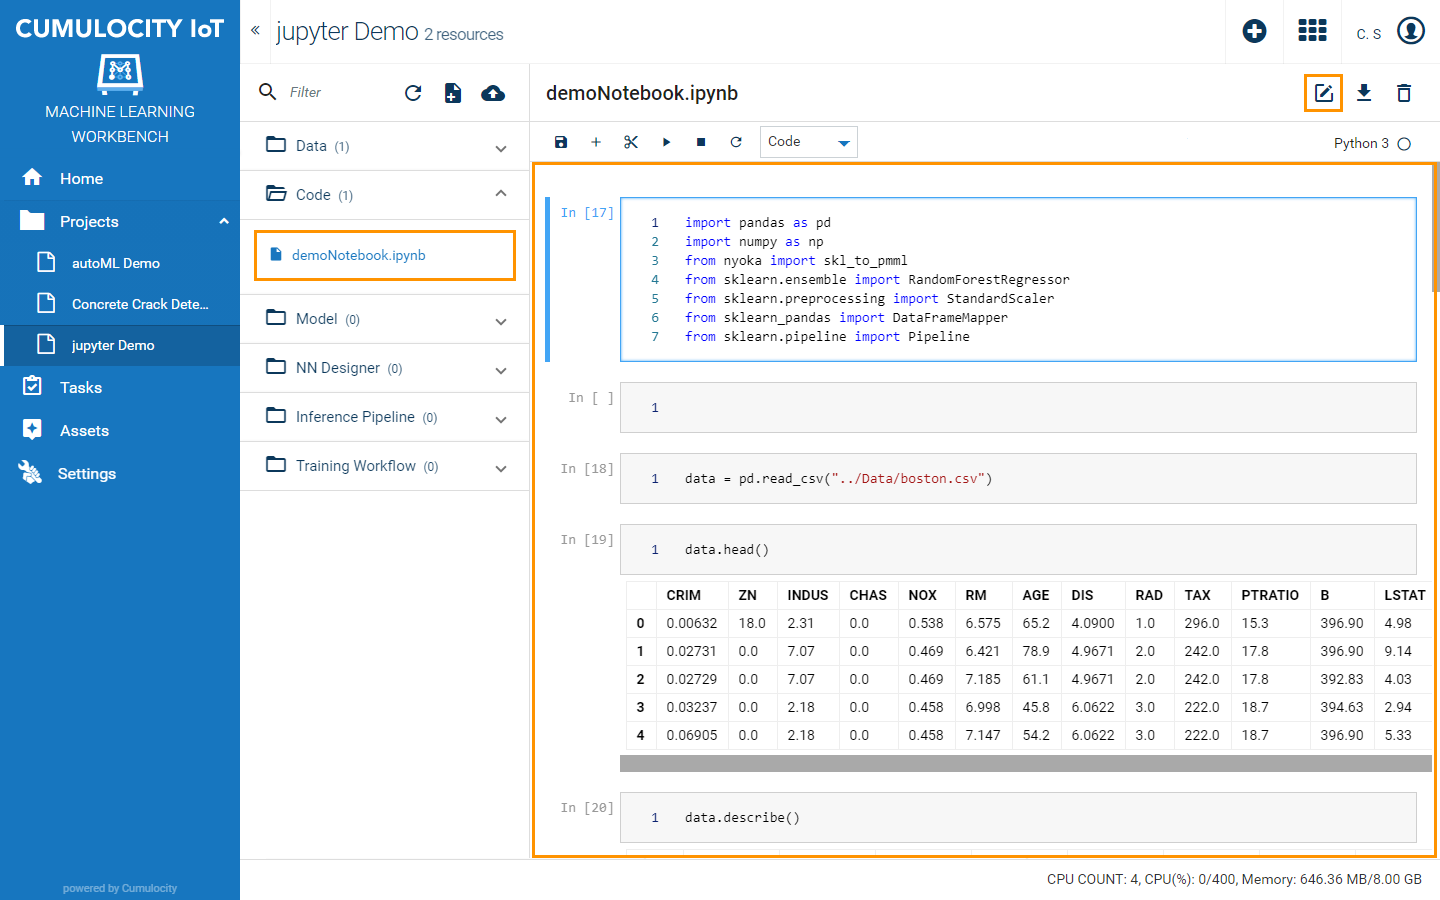 CUMULOCITY IoT
MACHINE LEARNING
WORKBENCH
Home
Projects
autoML Demo
Concrete Crack Dete...
jupyter Demo
Tasks
Assets
Settings
powered by Cumulocity
« jupyter Demo 2 resources
C. S
Filter
Data (1)
Code (1)
demoNotebook.ipynb
Model (0)
NN Designer (0)
Inference Pipeline (0)
Training Workflow (0)
demoNotebook.ipynb
Code
Python 3
In [17]
1 import pandas as pd
2 import numpy as np
3 from nyoka import skl_to_pmml
4 from sklearn.ensemble import RandomForestRegressor
5 from sklearn.preprocessing import StandardScaler
6 from sklearn_pandas import DataFrameMapper
7 from sklearn.pipeline import Pipeline
In [ ]
1
In [18]
1 data = pd.read_csv("../Data/boston.csv")
In [19]
1 data.head()
CRIM ZN INDUS CHAS NOX RM AGE DIS RAD TAX PTRATIO B LSTAT
0 0.00632 18.0 2.31 0.0 0.538 6.575 65.2 4.0900 1.0 296.0 15.3 396.90 4.98
1 0.02731 0.0 7.07 0.0 0.469 6.421 78.9 4.9671 2.0 242.0 17.8 396.90 9.14
2 0.02729 0.0 7.07 0.0 0.469 7.185 61.1 4.9671 2.0 242.0 17.8 392.83 4.03
3 0.03237 0.0 2.18 0.0 0.458 6.998 45.8 6.0622 3.0 222.0 18.7 394.63 2.94
4 0.06905 0.0 2.18 0.0 0.458 7.147 54.2 6.0622 3.0 222.0 18.7 396.90 5.33
In [20]
1 data.describe()
CPU COUNT: 4, CPU(%): 0/400, Memory: 646.36 MB/8.00 GB